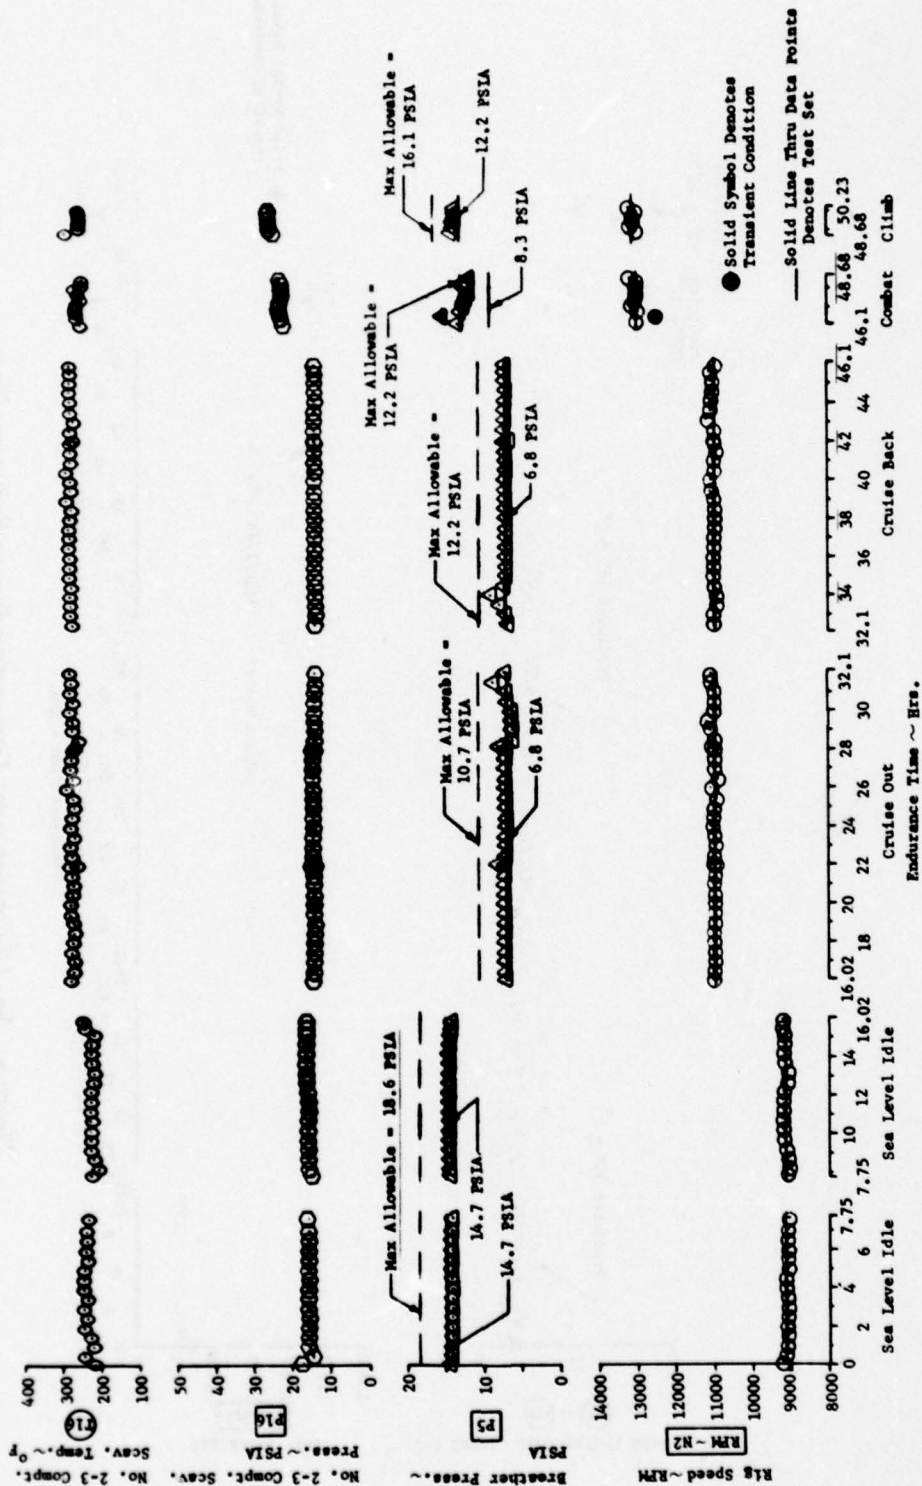 No. 2-3 Compt.
Scav. Temp. ~ °F
T16
400
300
200
100
No. 2-3 Compt. Scav.
Press. ~ PSIA
P16
50
25
0
Breather Press. ~
PSIA
P5
20
10
0
Max Allowable = 18.6 PSIA
14.7 PSIA
14.7 PSIA
Max Allowable =
10.7 PSIA
6.8 PSIA
Max Allowable =
12.2 PSIA
6.8 PSIA
Max Allowable =
12.2 PSIA
8.3 PSIA
Max Allowable =
16.1 PSIA
12.2 PSIA
Rig Speed ~ RPM
RPM ~ N2
14000
13000
12000
11000
10000
9000
8000
Solid Symbol Denotes
Transient Condition
Solid Line Thru Data Points
Denotes Test Set
0 2 4 6 7.75
Sea Level Idle
7.75 10 12 14 16.02
Sea Level Idle
16.02 18 20 22 24 26 28 30 32.1
Cruise Out
32.1 34 36 38 40 42 44 46.1
Cruise Back
46.1 48.68
Combat
48.68 50.23
Climb
Endurance Time ~ Hrs.